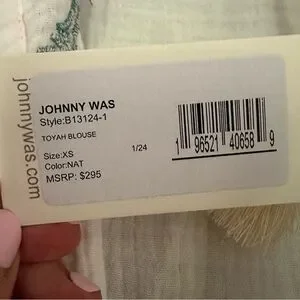 johnnywas.com
JOHNNY WAS
Style:B13124-1
TOYAH BLOUSE
1/24
Size:XS
Color:NAT
MSRP: $295
1 96521 40658 9